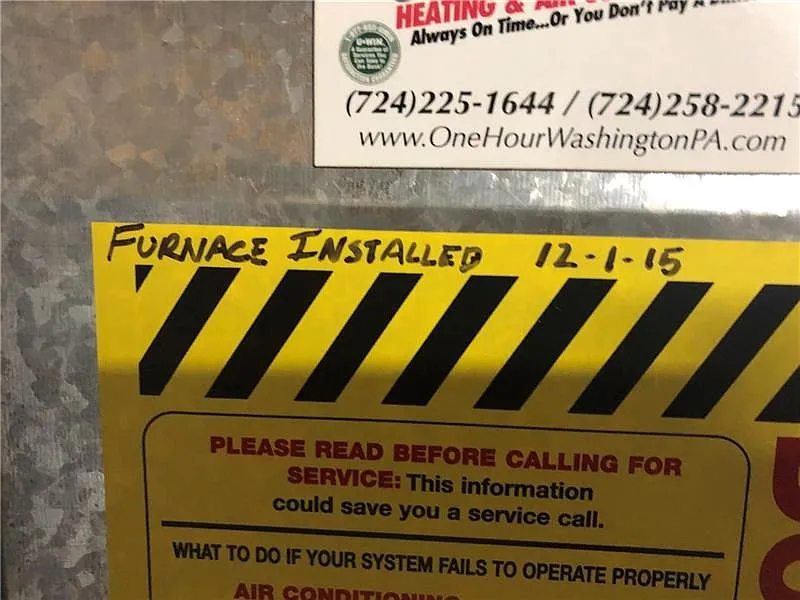 HEATING &
Always On Time...Or You Don't Pay A
U-WIN
(724)225-1644 / (724)258-2215
www.OneHourWashingtonPA.com
FURNACE INSTALLED 12-1-15
PLEASE READ BEFORE CALLING FOR
SERVICE: This information
could save you a service call.
WHAT TO DO IF YOUR SYSTEM FAILS TO OPERATE PROPERLY
AIR CONDITIONING